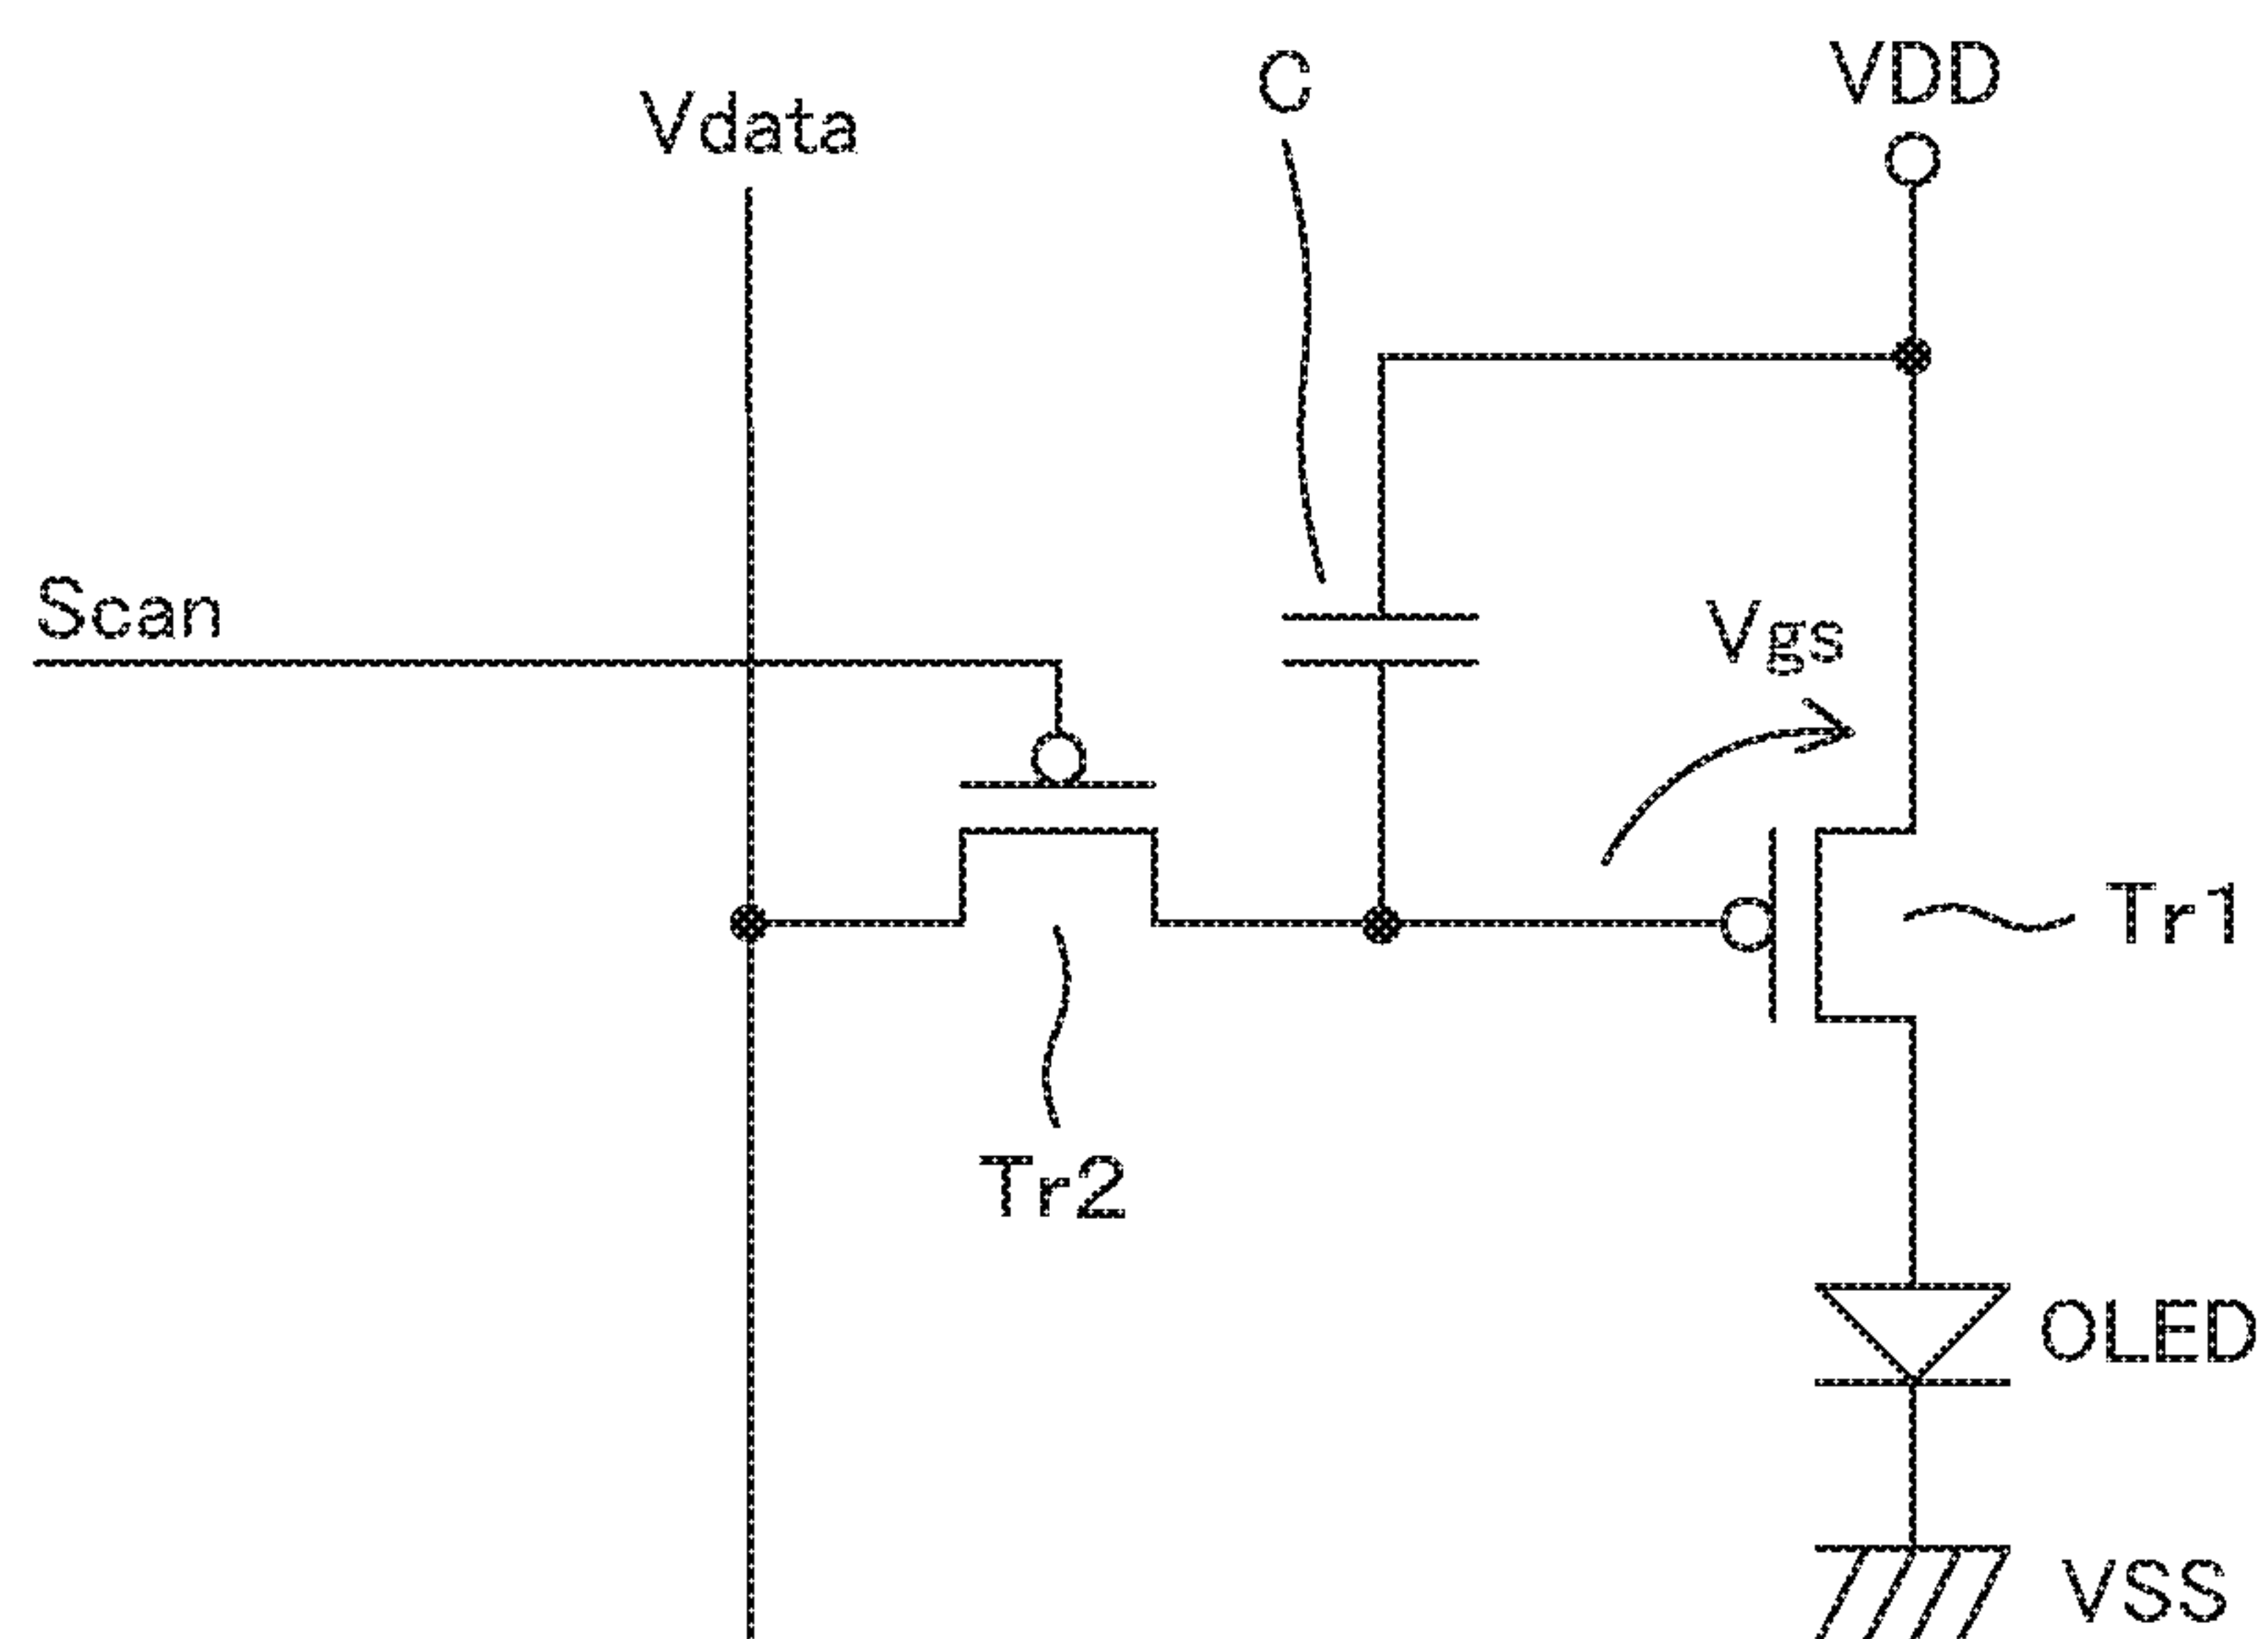 C
VDD
Vdata
Scan
Vgs
Tr1
Tr2
OLED
VSS